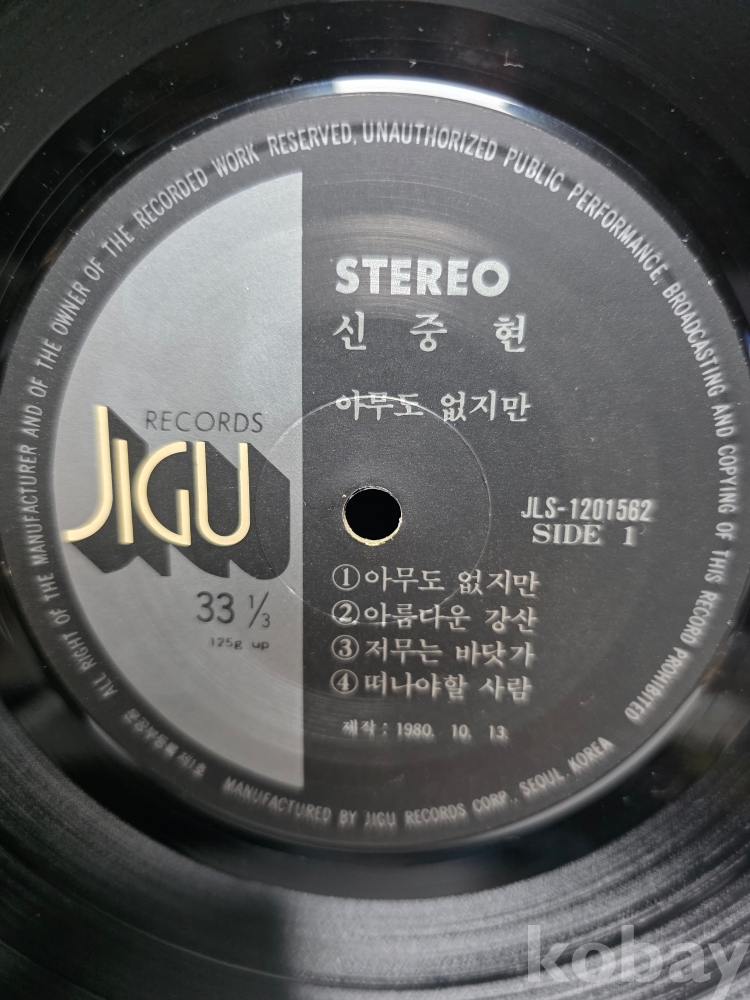 ALL RIGHT OF THE MANUFACTURER AND OF THE OWNER OF THE RECORDED WORK RESERVED, UNAUTHORIZED PUBLIC PERFORMANCE, BROADCASTING AND COPYING OF THIS RECORD PROHIBITED
STEREO
신중현
아무도 없지만
RECORDS
JIGU
JLS-1201562
SIDE 1
33 1/3
125g up
①아무도 없지만
②아름다운 강산
③저무는 바닷가
④떠나야할 사람
제작 : 1980. 10. 13.
MANUFACTURED BY JIGU RECORDS CORP., SEOUL, KOREA
kobay